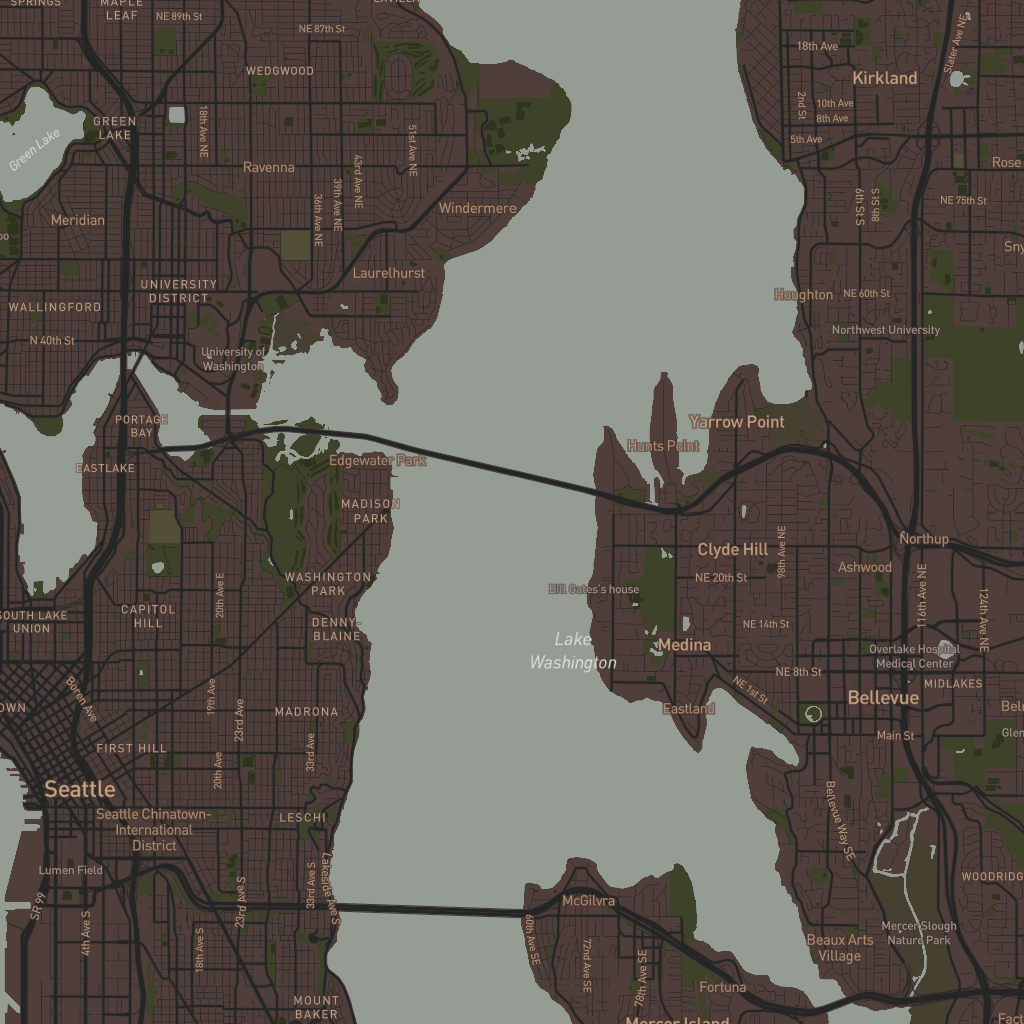 SPRINGS
MAPLE
LEAF
NE 89th St
NE 87th St
18th Ave
Slater Ave NE
WEDGWOOD
Kirkland
2nd St
10th Ave
8th Ave
5th Ave
GREEN
LAKE
Green Lake
18th Ave NE
51st Ave NE
43rd Ave NE
39th Ave NE
36th Ave NE
Ravenna
Rose
6th St S
8th St S
NE 75th St
Windermere
Meridian
Sny
Laurelhurst
UNIVERSITY
DISTRICT
WALLINGFORD
Houghton
NE 60th St
N 40th St
Northwest University
University of
Washington
PORTAGE
BAY
Yarrow Point
Hunts Point
EASTLAKE
Edgewater Park
MADISON
PARK
Northup
98th Ave NE
Clyde Hill
Ashwood
NE 20th St
WASHINGTON
PARK
Bill Gates's house
20th Ave E
116th Ave NE
124th Ave NE
CAPITOL
HILL
SOUTH LAKE
UNION
DENNY-
BLAINE
NE 14th St
Lake
Washington
Medina
Overlake Hospital
Medical Center
NE 8th St
NE 1st St
MIDLAKES
Bellevue
Boren Ave
19th Ave
23rd Ave
MADRONA
Eastland
Main St
FIRST HILL
33rd Ave
20th Ave
Seattle
Bellevue Way SE
LESCHI
Seattle Chinatown-
International
District
Lumen Field
33rd Ave S
Lakeside Ave S
WOODRIDG
SR 99
4th Ave S
23rd Ave S
McGilvra
60th Ave SE
18th Ave S
72nd Ave SE
78th Ave SE
Beaux Arts
Village
Mercer Slough
Nature Park
Fortuna
MOUNT
BAKER
Mercer Island
Fact